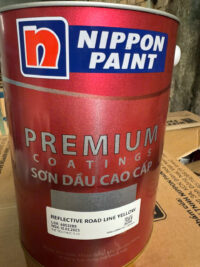 n
NIPPON
PAINT
PREMIUM
COATINGS
SƠN DẦU CAO CẤP
REFLECTIVE ROAD LINE YELLOW